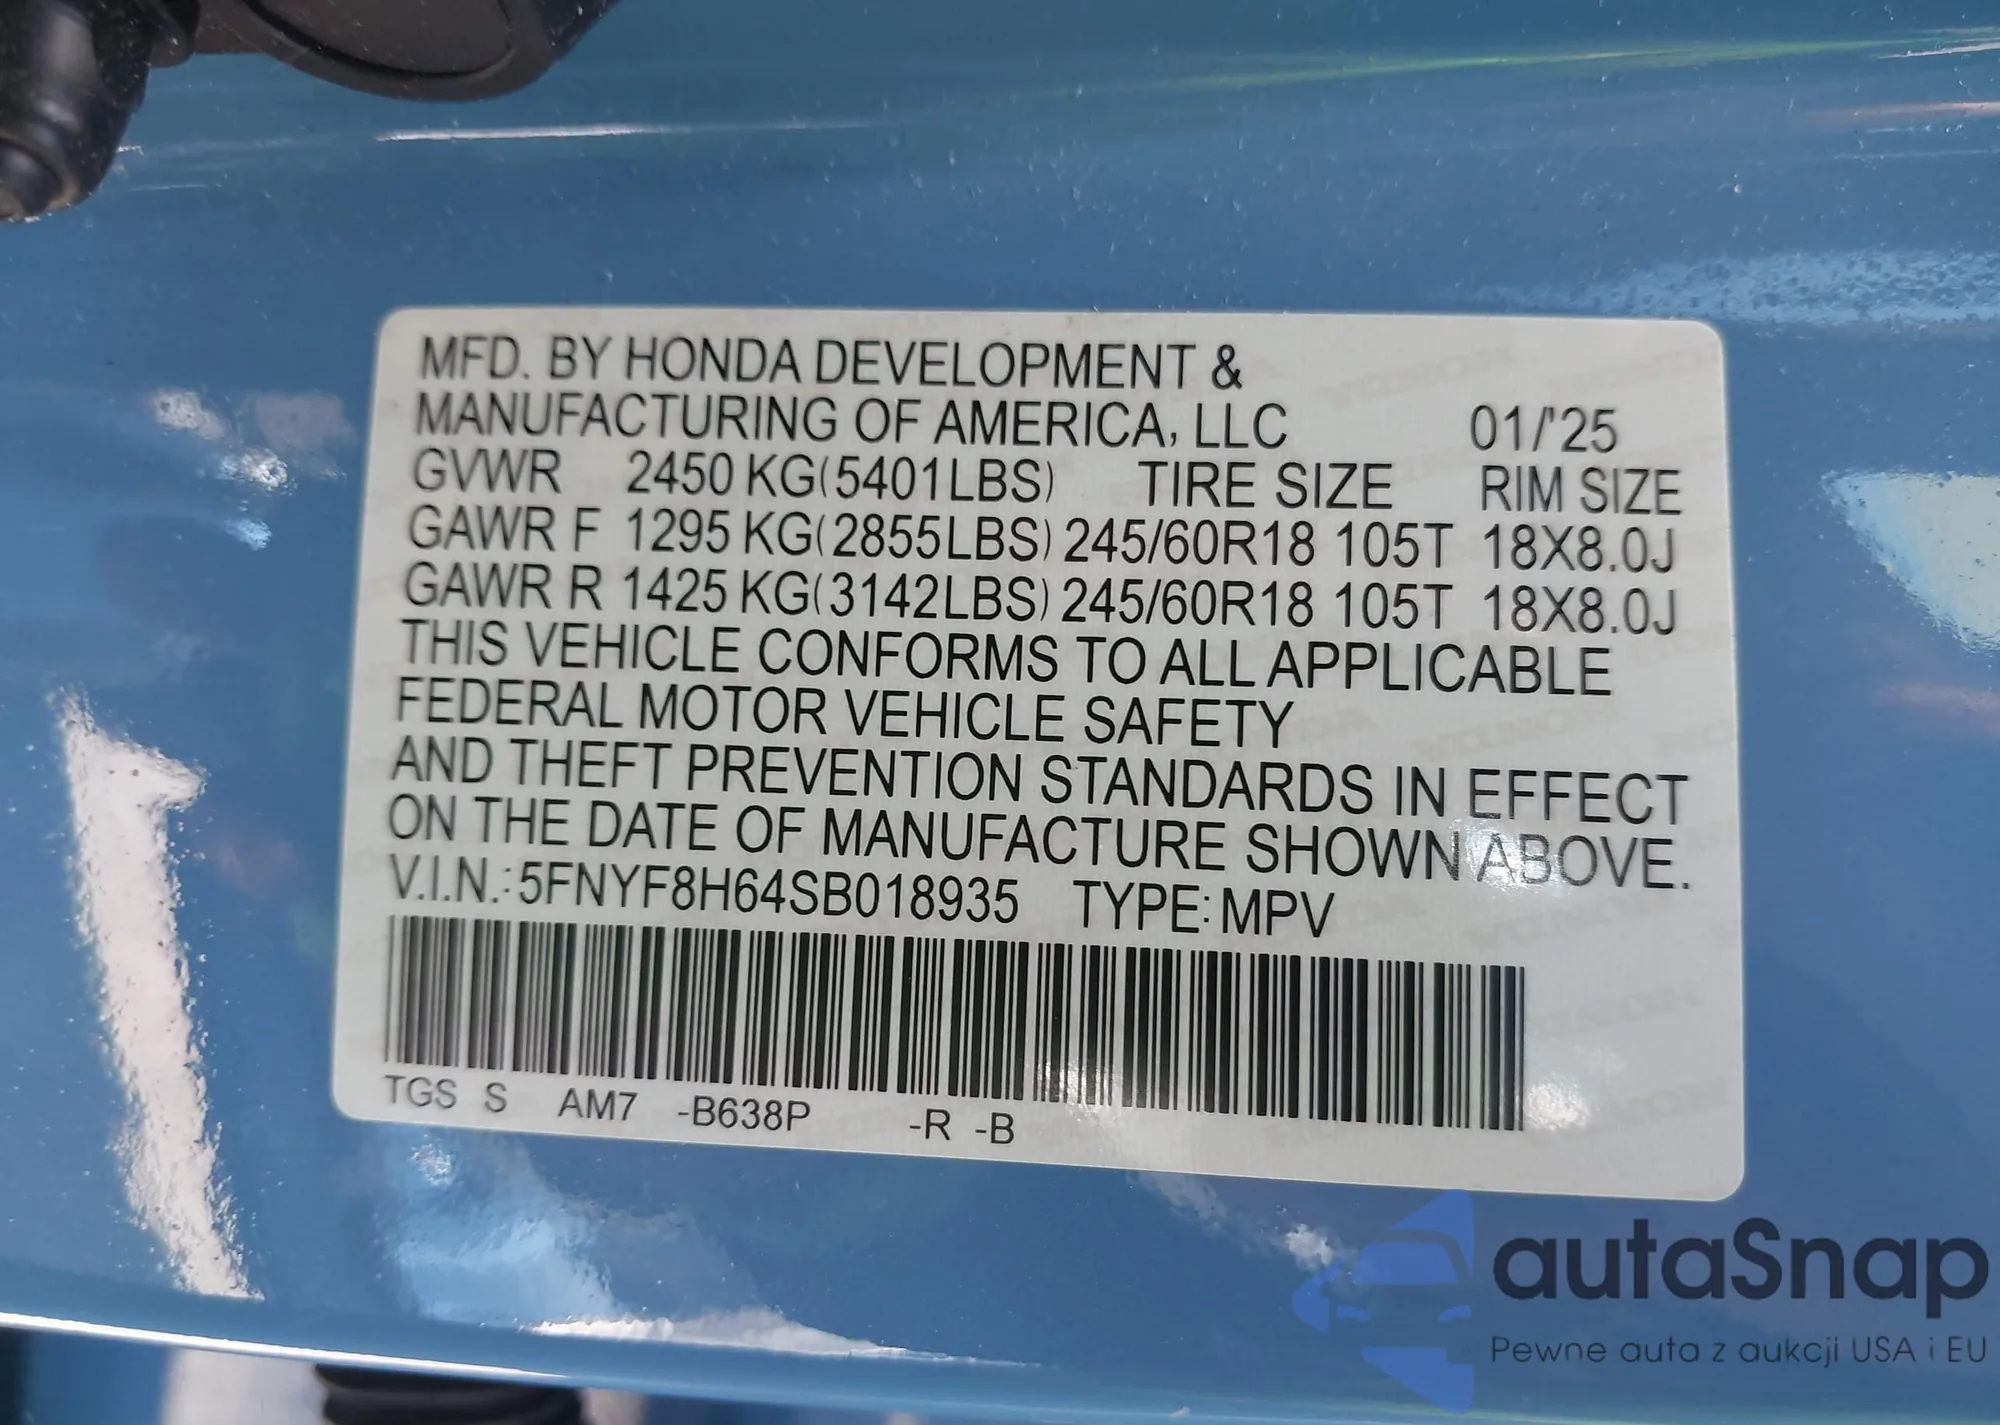 MFD. BY HONDA DEVELOPMENT &
MANUFACTURING OF AMERICA, LLC 01/'25
GVWR 2450 KG(5401LBS) TIRE SIZE RIM SIZE
GAWR F 1295 KG(2855LBS) 245/60R18 105T 18X8.0J
GAWR R 1425 KG(3142LBS) 245/60R18 105T 18X8.0J
THIS VEHICLE CONFORMS TO ALL APPLICABLE
FEDERAL MOTOR VEHICLE SAFETY
AND THEFT PREVENTION STANDARDS IN EFFECT
ON THE DATE OF MANUFACTURE SHOWN ABOVE.
V.I.N.: 5FNYF8H64SB018935 TYPE: MPV
TGS S AM7 -B638P -R -B
autaSnap
Pewne auta z aukcji USA i EU